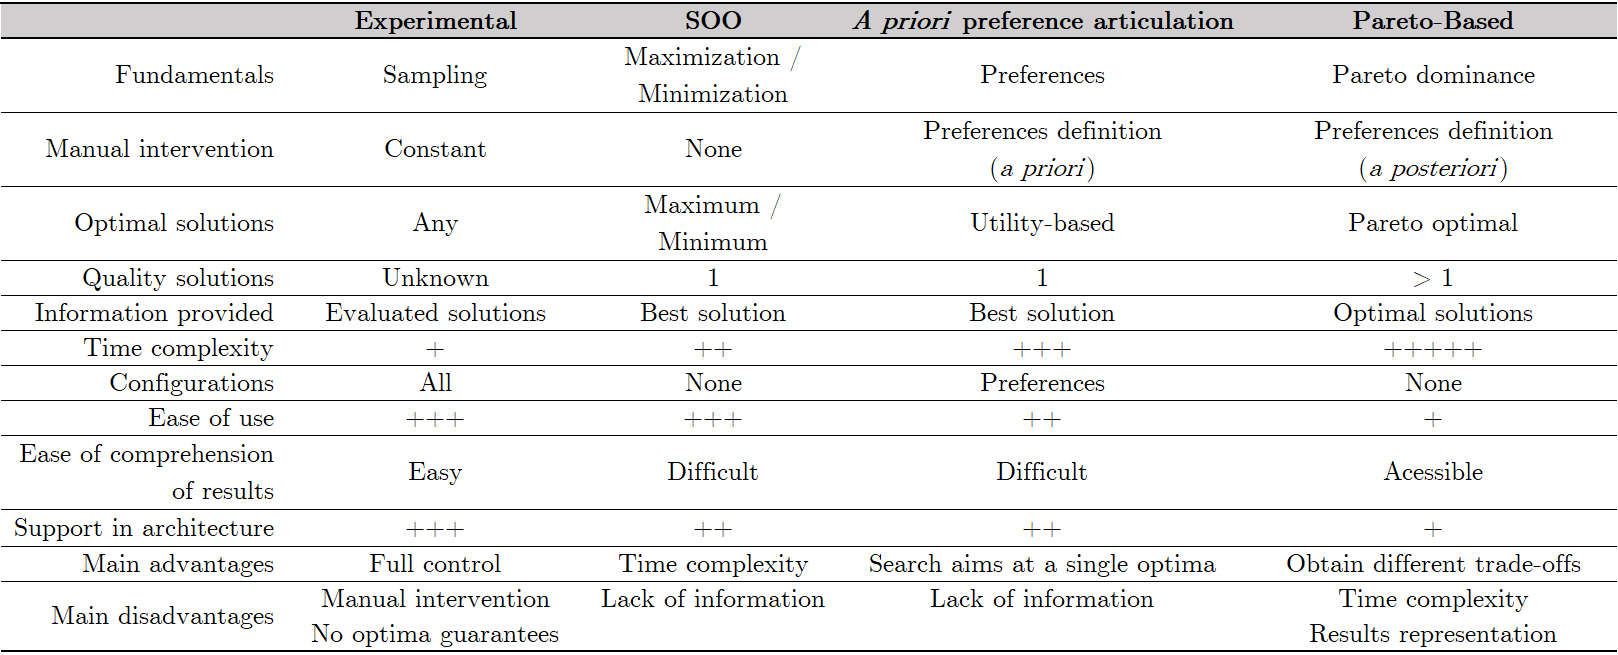 Experimental SOO A priori preference articulation Pareto-Based
Fundamentals Sampling Maximization / Minimization Preferences Pareto dominance
Manual intervention Constant None Preferences definition (a priori) Preferences definition (a posteriori)
Optimal solutions Any Maximum / Minimum Utility-based Pareto optimal
Quality solutions Unknown 1 1 > 1
Information provided Evaluated solutions Best solution Best solution Optimal solutions
Time complexity + ++ +++ +++++
Configurations All None Preferences None
Ease of use +++ +++ ++ +
Ease of comprehension of results Easy Difficult Difficult Acessible
Support in architecture +++ ++ ++ +
Main advantages Full control Time complexity Search aims at a single optima Obtain different trade-offs
Main disadvantages Manual intervention No optima guarantees Lack of information Lack of information Time complexity Results representation